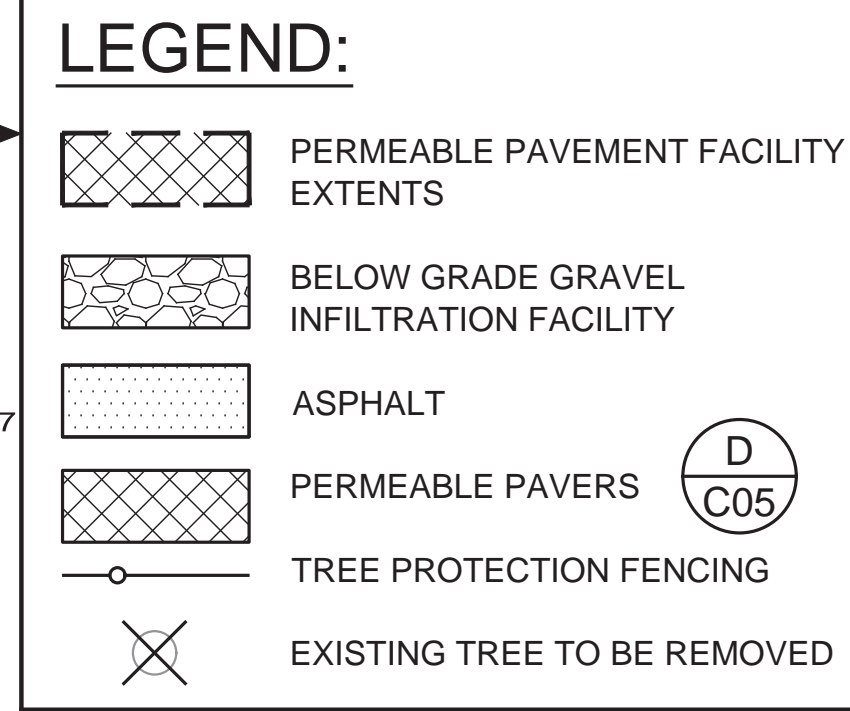 LEGEND:
PERMEABLE PAVEMENT FACILITY
EXTENTS
BELOW GRADE GRAVEL
INFILTRATION FACILITY
ASPHALT
7
PERMEABLE PAVERS
D
C05
TREE PROTECTION FENCING
EXISTING TREE TO BE REMOVED